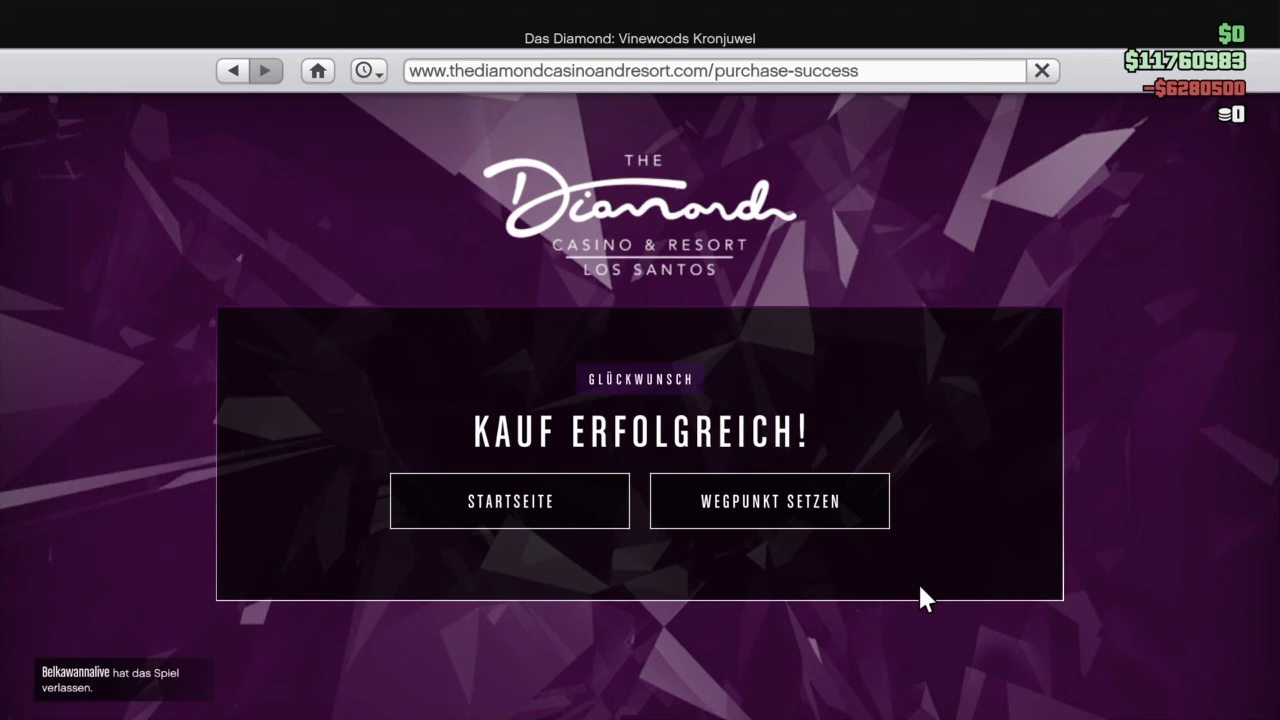 Das Diamond: Vinewoods Kronjuwel
$0
www.thediamondcasinoandresort.com/purchase-success
$11760983
-$6280500
0
THE
Diamond
CASINO & RESORT
LOS SANTOS
GLÜCKWUNSCH
KAUF ERFOLGREICH!
STARTSEITE
WEGPUNKT SETZEN
Belkawannalive hat das Spiel
verlassen.